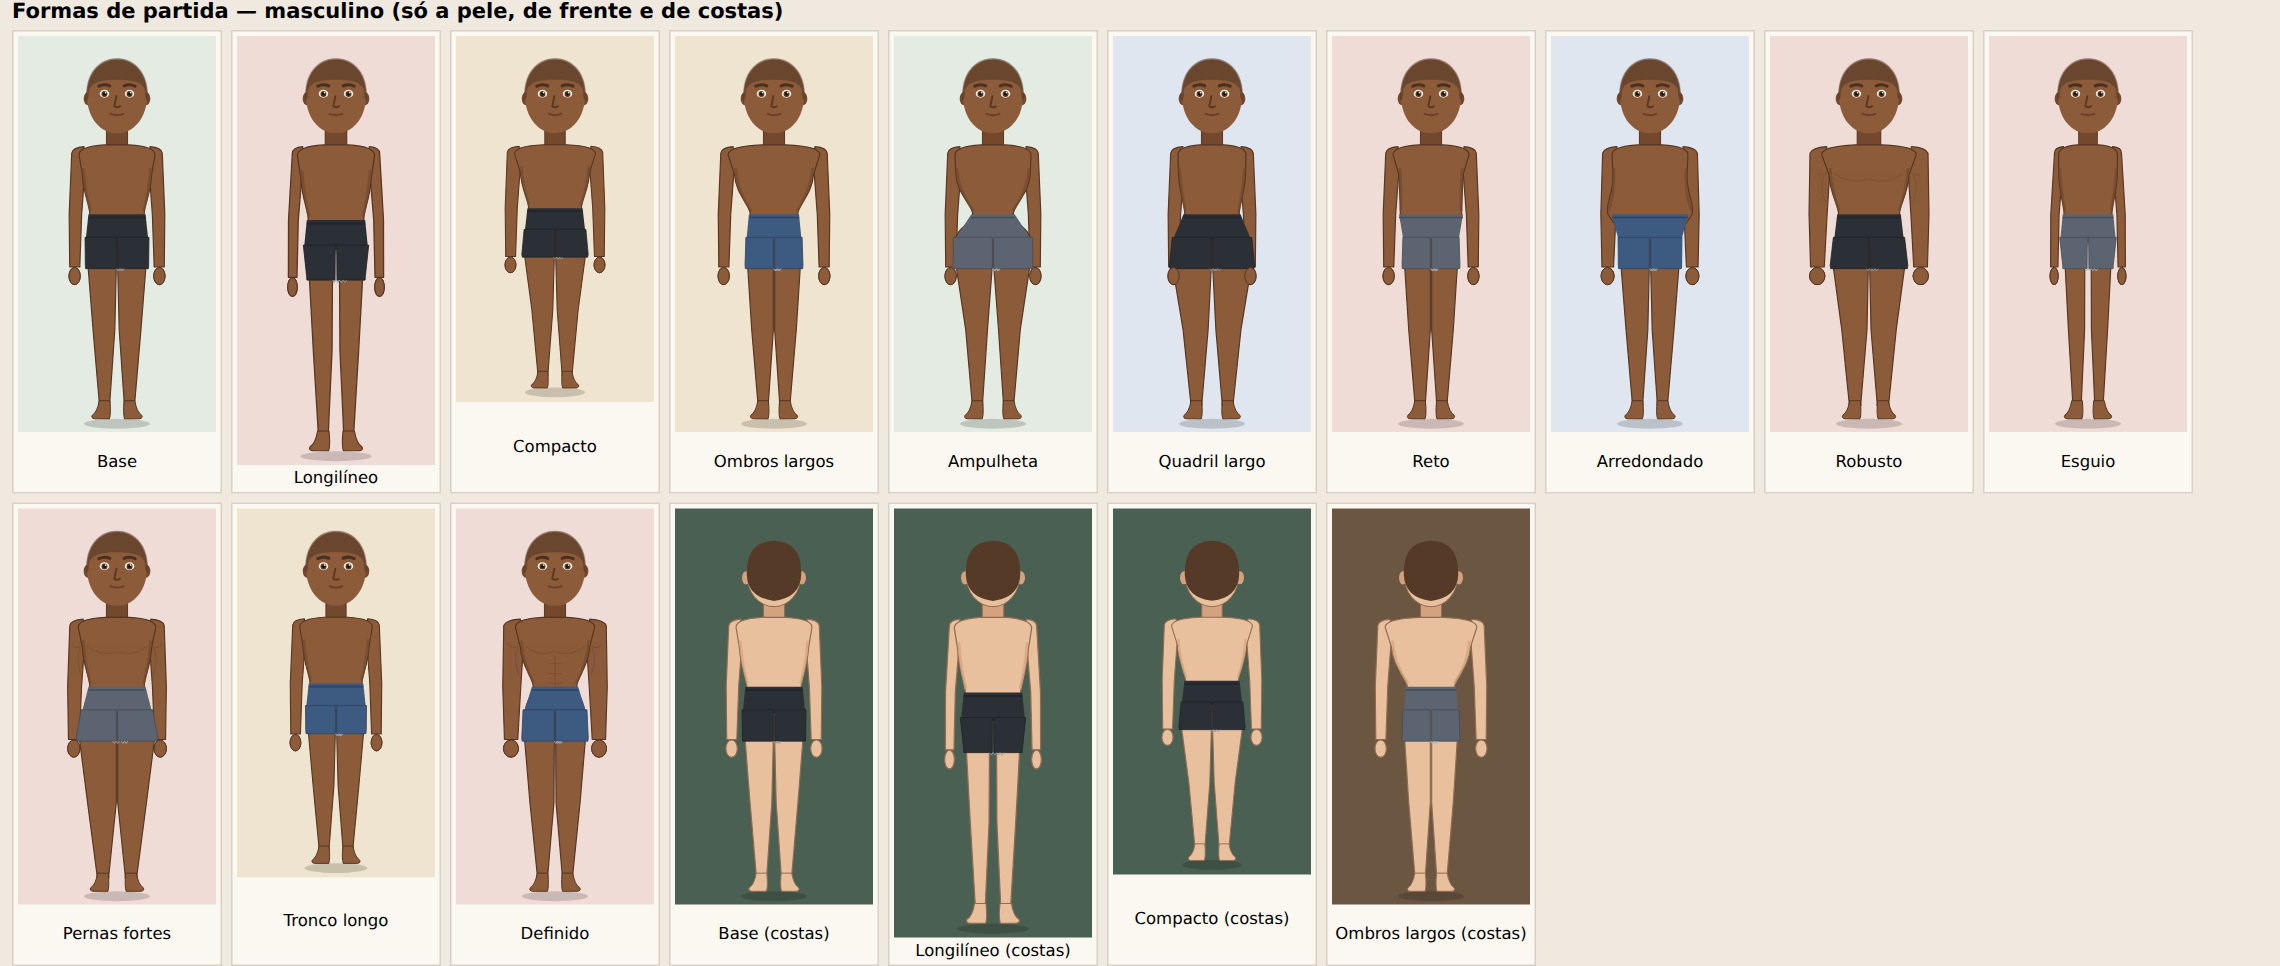 Formas de partida — masculino (só a pele, de frente e de costas)
Base
Longilíneo
Compacto
Ombros largos
Ampulheta
Quadril largo
Reto
Arredondado
Robusto
Esguio
Pernas fortes
Tronco longo
Definido
Base (costas)
Longilíneo (costas)
Compacto (costas)
Ombros largos (costas)